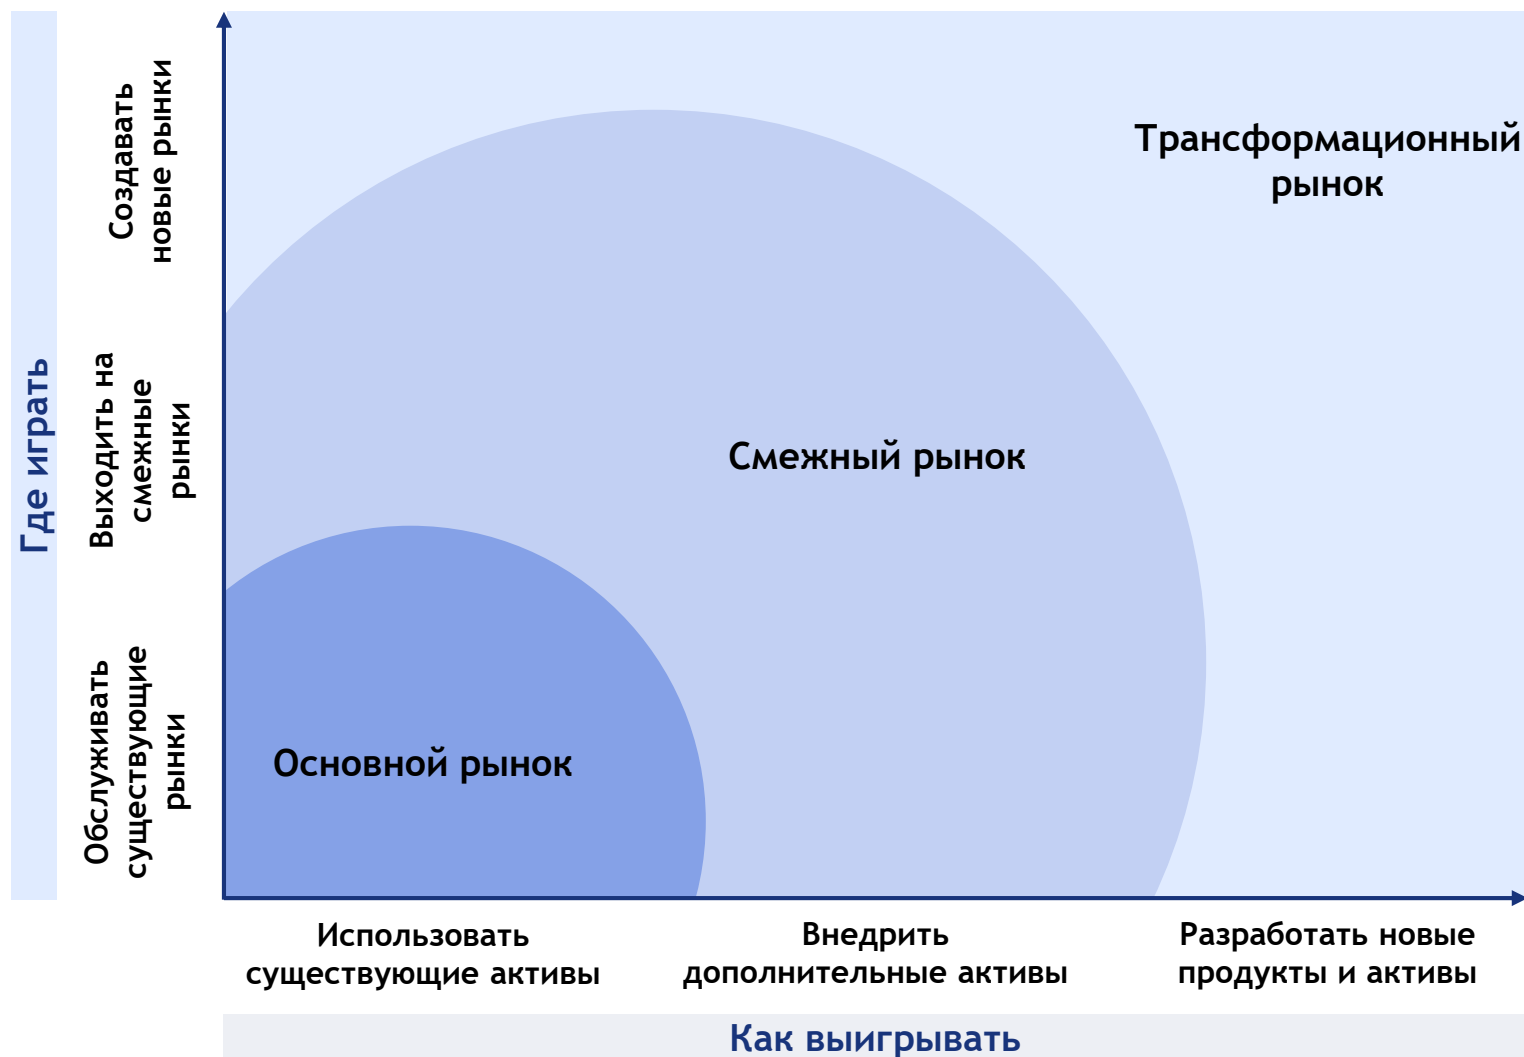 Где играть
Создавать
новые рынки
Выходить на
смежные
рынки
Обслуживать
существующие
рынки
Трансформационный
рынок
Смежный рынок
Основной рынок
Использовать
существующие активы
Внедрить
дополнительные активы
Разработать новые
продукты и активы
Как выигрывать